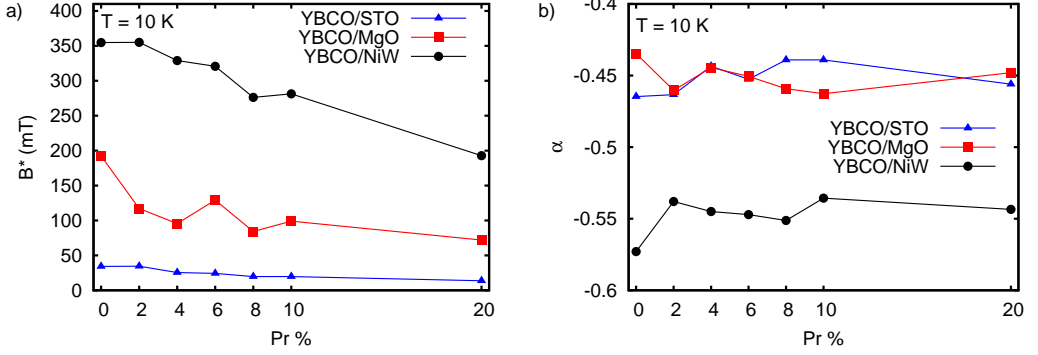 a)
T = 10 K
YBCO/STO
YBCO/MgO
YBCO/NiW
400
350
300
250
200
150
100
50
0
B* (mT)
0 2 4 6 8 10 20
Pr %
b)
T = 10 K
YBCO/STO
YBCO/MgO
YBCO/NiW
-0.4
-0.45
-0.5
-0.55
-0.6
α
0 2 4 6 8 10 20
Pr %